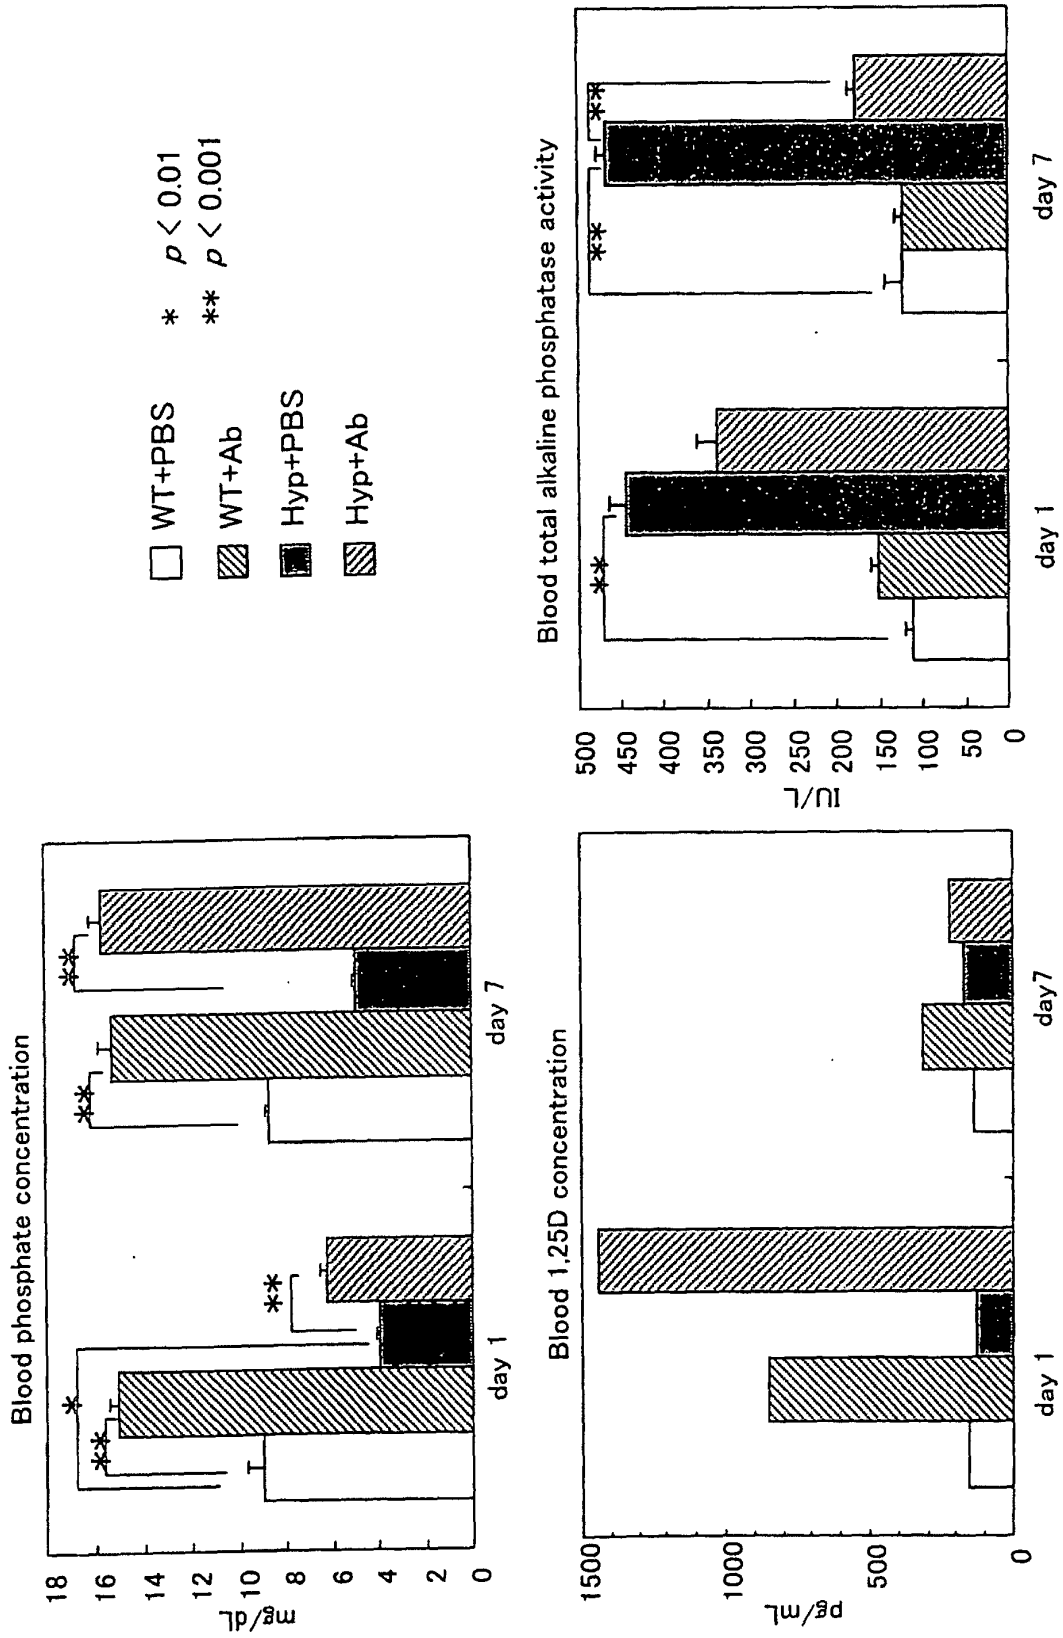 Blood phosphate concentration
mg/dL
18
16
14
12
10
8
6
4
2
0
**
*
**
**
**
day 1
day 7
WT+PBS
WT+Ab
Hyp+PBS
Hyp+Ab
* p < 0.01
** p < 0.001
Blood 1,25D concentration
pg/mL
1500
1000
500
0
day 1
day7
Blood total alkaline phosphatase activity
IU/L
500
450
350
300
250
200
150
100
50
0
**
**
**
day 1
day 7